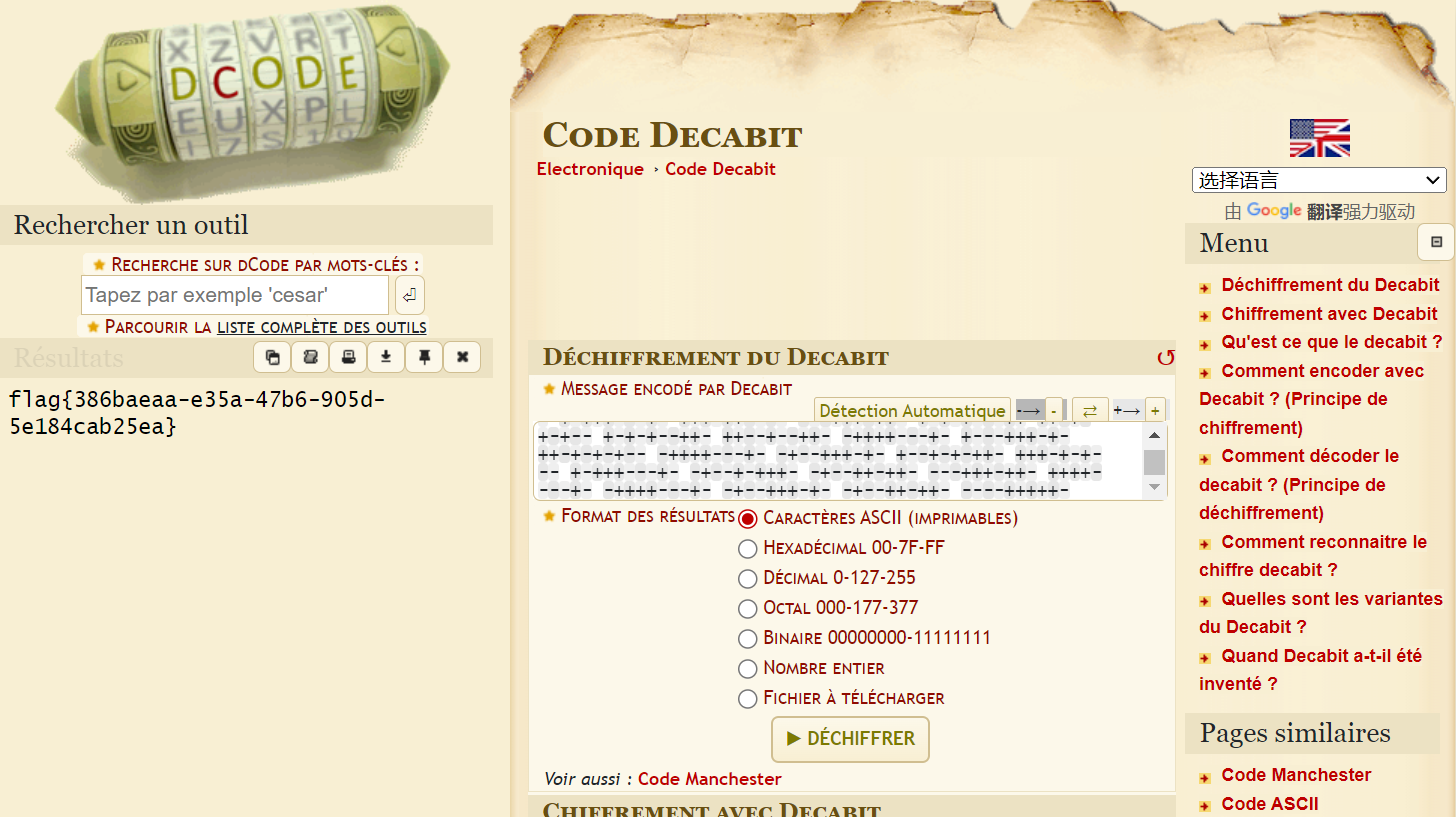 X Z V R T
D C O D E
E U X P L
Rechercher un outil
Recherche sur dCode par mots-clés :
Tapez par exemple 'cesar'
Parcourir la liste complète des outils
Résultats
flag{386baeaa-e35a-47b6-905d-
5e184cab25ea}
Code Decabit
Electronique › Code Decabit
Déchiffrement du Decabit
Message encodé par Decabit
Détection Automatique
Format des résultats
Caractères ASCII (imprimables)
Hexadécimal 00-7F-FF
Décimal 0-127-255
Octal 000-177-377
Binaire 00000000-11111111
Nombre entier
Fichier à télécharger
▶ Déchiffrer
Voir aussi : Code Manchester
Chiffrement avec Decabit
选择语言
由 Google 翻译强力驱动
Menu
Déchiffrement du Decabit
Chiffrement avec Decabit
Qu'est ce que le decabit ?
Comment encoder avec
Decabit ? (Principe de
chiffrement)
Comment décoder le
decabit ? (Principe de
déchiffrement)
Comment reconnaitre le
chiffre decabit ?
Quelles sont les variantes
du Decabit ?
Quand Decabit a-t-il été
inventé ?
Pages similaires
Code Manchester
Code ASCII